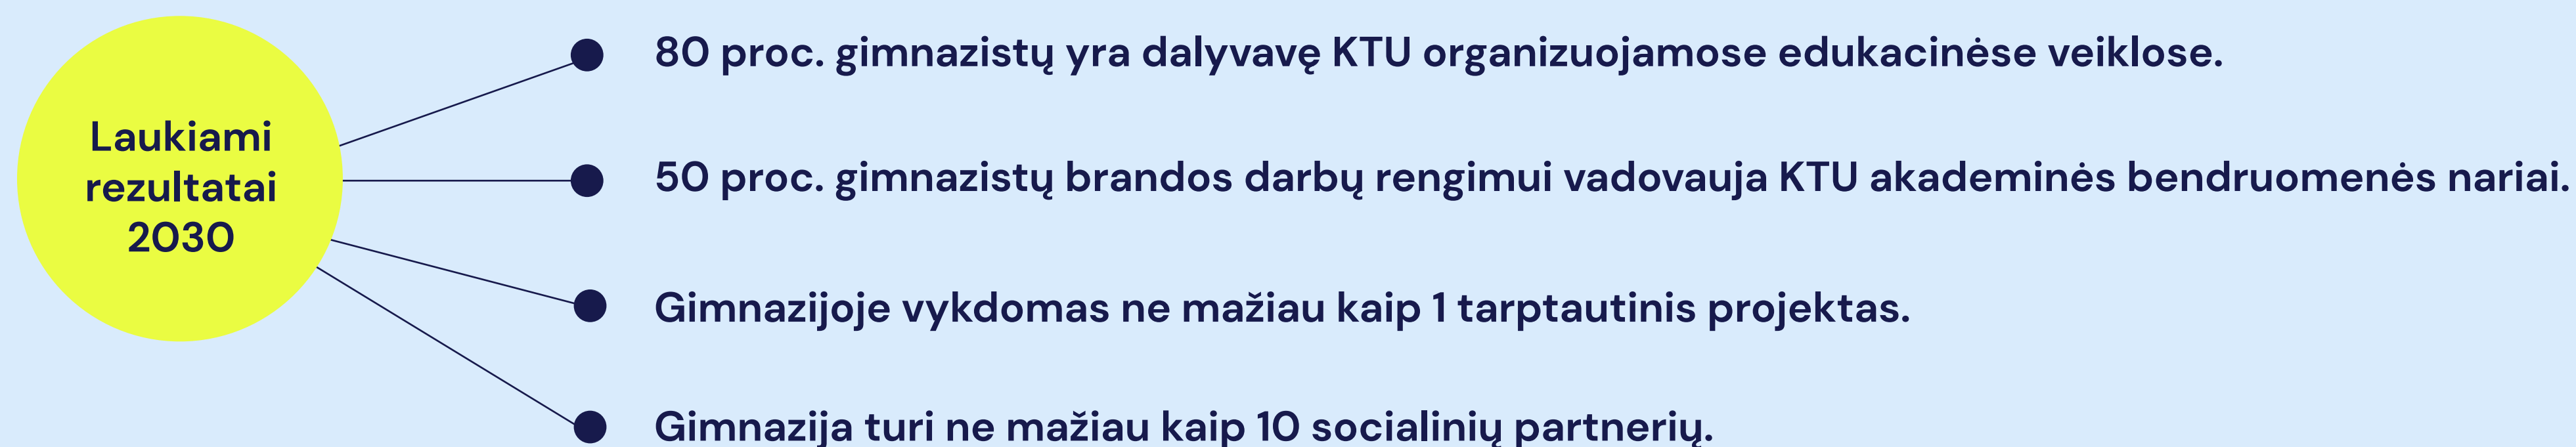 Laukiami
rezultatai
2030
80 proc. gimnazistų yra dalyvavę KTU organizuojamose edukacinėse veiklose.
50 proc. gimnazistų brandos darbų rengimui vadovauja KTU akademinės bendruomenės nariai.
Gimnazijoje vykdomas ne mažiau kaip 1 tarptautinis projektas.
Gimnazija turi ne mažiau kaip 10 socialinių partnerių.